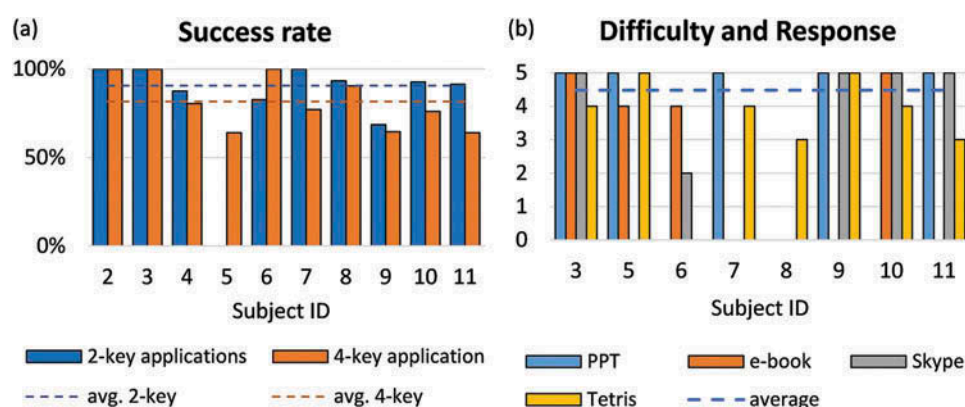 (a) Success rate
100%
50%
0%
2 3 4 5 6 7 8 9 10 11
Subject ID
2-key applications 4-key application
avg. 2-key avg. 4-key
(b) Difficulty and Response
5
4
3
2
1
0
3 5 6 7 8 9 10 11
Subject ID
PPT e-book Skype
Tetris average